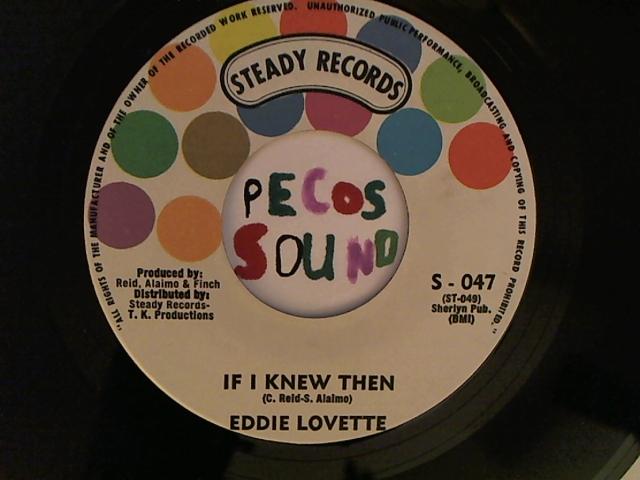 "ALL RIGHTS OF THE MANUFACTURER AND OF THE OWNER OF THE RECORDED WORK RESERVED. UNAUTHORIZED PUBLIC PERFORMANCE, BROADCASTING AND COPYING OF THIS RECORD PROHIBITED."
STEADY RECORDS
PECOS
SOUND
Produced by:
Reid, Alaimo & Finch
Distributed by:
Steady Records-
T. K. Productions
S - 047
(ST-049)
Sherlyn Pub.
(BMI)
IF I KNEW THEN
(C. Reid-S. Alaimo)
EDDIE LOVETTE